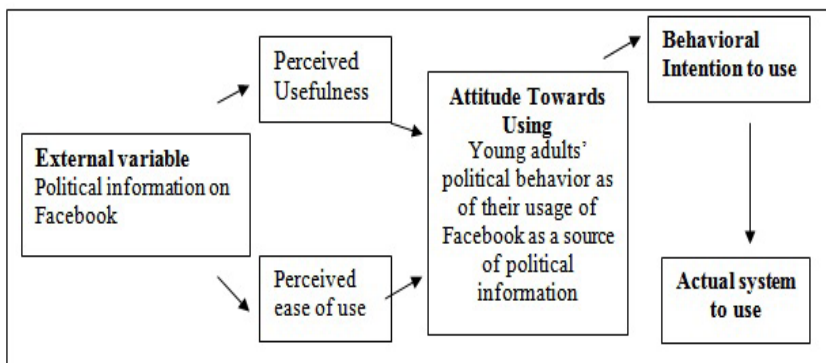 External variable
Political information on
Facebook
Perceived
Usefulness
Perceived
ease of use
Attitude Towards
Using
Young adults’
political behavior as
of their usage of
Facebook as a source
of political
information
Behavioral
Intention to use
Actual system
to use